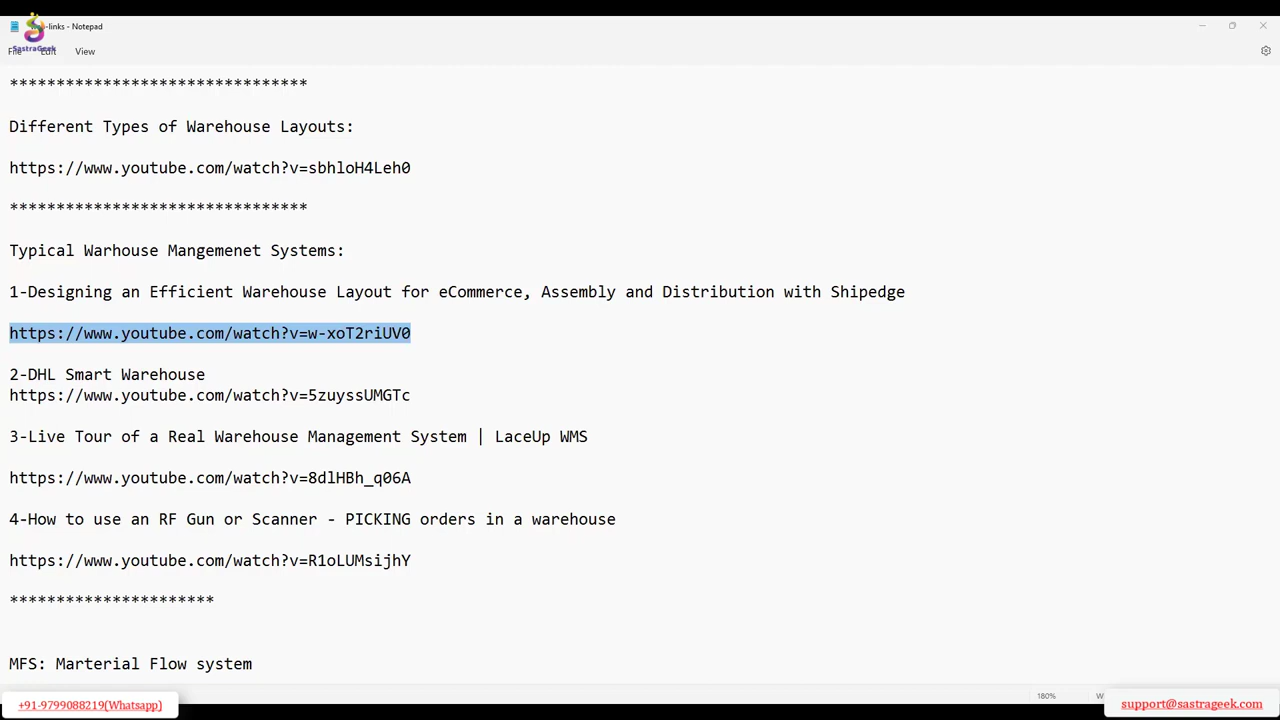 -links - Notepad
SastraGeek
File Edit View
********************************
Different Types of Warehouse Layouts:
https://www.youtube.com/watch?v=sbhloH4Leh0
********************************
Typical Warhouse Mangemenet Systems:
1-Designing an Efficient Warehouse Layout for eCommerce, Assembly and Distribution with Shipedge
https://www.youtube.com/watch?v=w-xoT2riUV0
2-DHL Smart Warehouse
https://www.youtube.com/watch?v=5zuyssUMGTc
3-Live Tour of a Real Warehouse Management System | LaceUp WMS
https://www.youtube.com/watch?v=8dlHBh_q06A
4-How to use an RF Gun or Scanner - PICKING orders in a warehouse
https://www.youtube.com/watch?v=R1oLUMsijhY
**********************
MFS: Marterial Flow system
180%
+91-9799088219(Whatsapp)
support@sastrageek.com